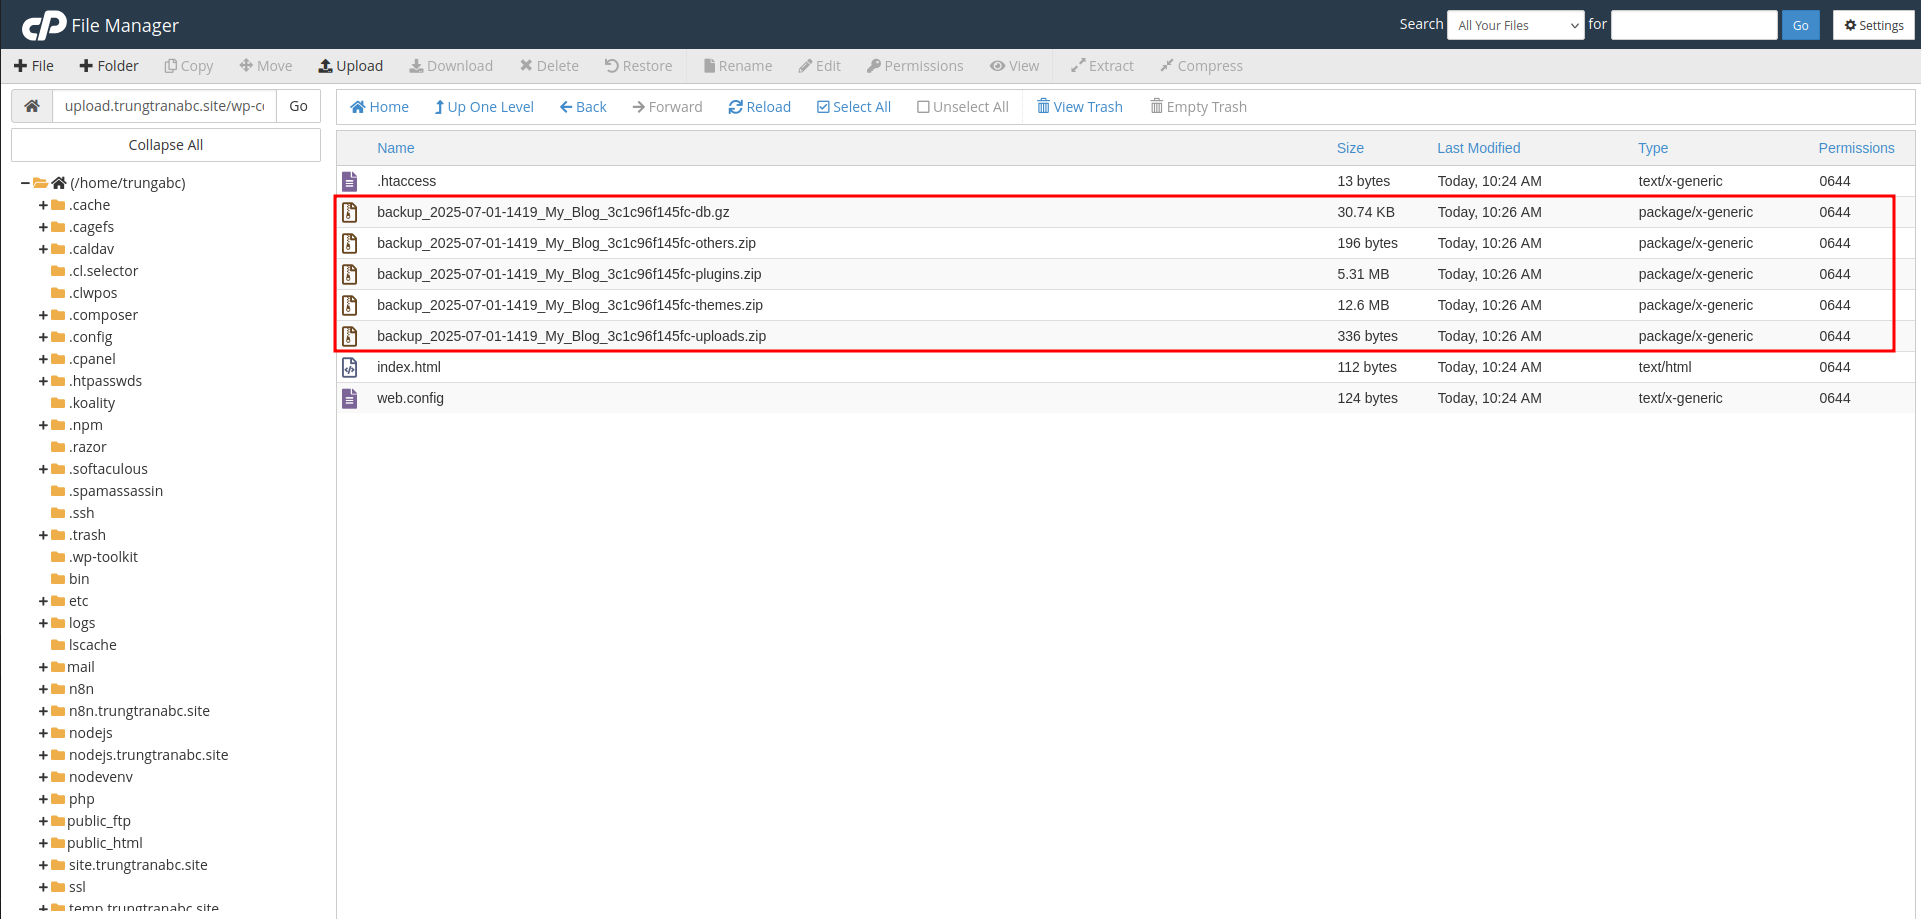 cP File Manager
Search All Your Files for Go Settings
File Folder Copy Move Upload Download Delete Restore Rename Edit Permissions View Extract Compress
upload.trungtranabc.site/wp-c Go
Home Up One Level Back Forward Reload Select All Unselect All View Trash Empty Trash
Collapse All
(/home/trungabc)
.cache
.cagefs
.caldav
.cl.selector
.clwpos
.composer
.config
.cpanel
.htpasswds
.koality
.npm
.razor
.softaculous
.spamassassin
.ssh
.trash
.wp-toolkit
bin
etc
logs
lscache
mail
n8n
n8n.trungtranabc.site
nodejs
nodejs.trungtranabc.site
nodevenv
php
public_ftp
public_html
site.trungtranabc.site
ssl
temp.trungtranabc.site
Name Size Last Modified Type Permissions
.htaccess 13 bytes Today, 10:24 AM text/x-generic 0644
backup_2025-07-01-1419_My_Blog_3c1c96f145fc-db.gz 30.74 KB Today, 10:26 AM package/x-generic 0644
backup_2025-07-01-1419_My_Blog_3c1c96f145fc-others.zip 196 bytes Today, 10:26 AM package/x-generic 0644
backup_2025-07-01-1419_My_Blog_3c1c96f145fc-plugins.zip 5.31 MB Today, 10:26 AM package/x-generic 0644
backup_2025-07-01-1419_My_Blog_3c1c96f145fc-themes.zip 12.6 MB Today, 10:26 AM package/x-generic 0644
backup_2025-07-01-1419_My_Blog_3c1c96f145fc-uploads.zip 336 bytes Today, 10:26 AM package/x-generic 0644
index.html 112 bytes Today, 10:24 AM text/html 0644
web.config 124 bytes Today, 10:24 AM text/x-generic 0644